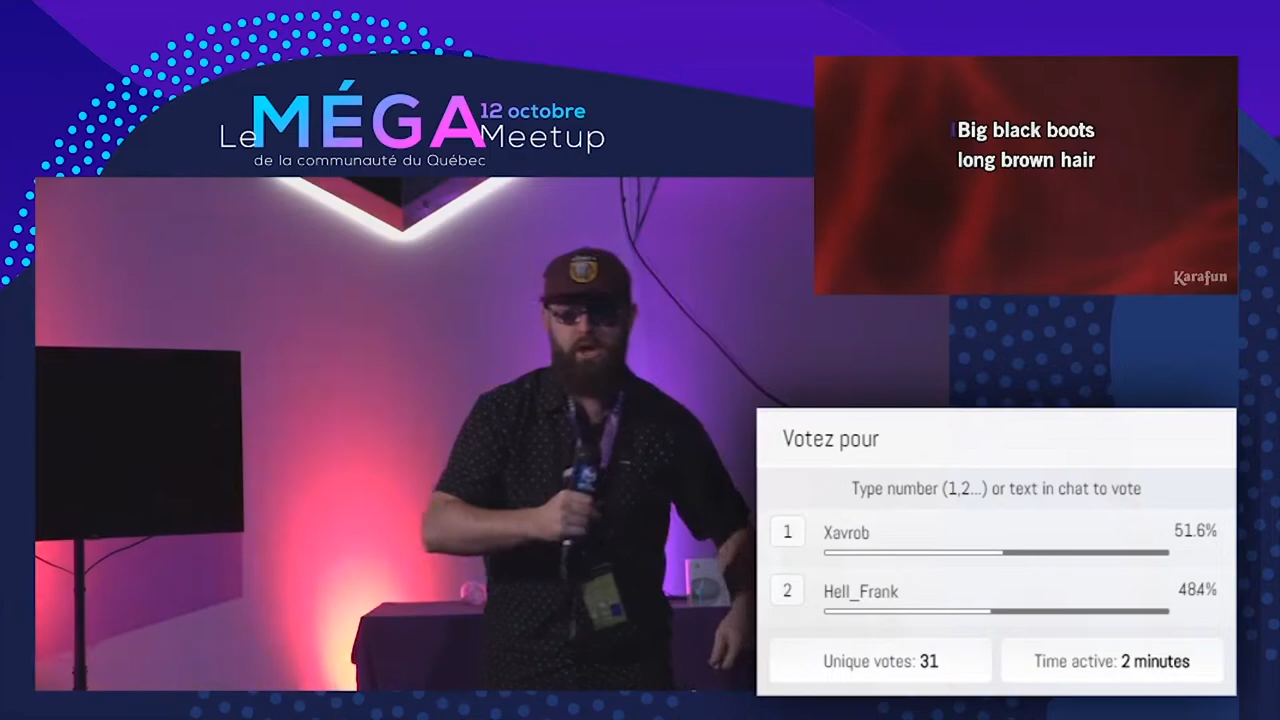 Le MÉGA 12 octobre
Meetup
de la communauté du Québec
Big black boots
long brown hair
Karafun
Votez pour
Type number (1,2...) or text in chat to vote
1 Xavrob 51.6%
2 Hell_Frank 48.4%
Unique votes: 31 Time active: 2 minutes